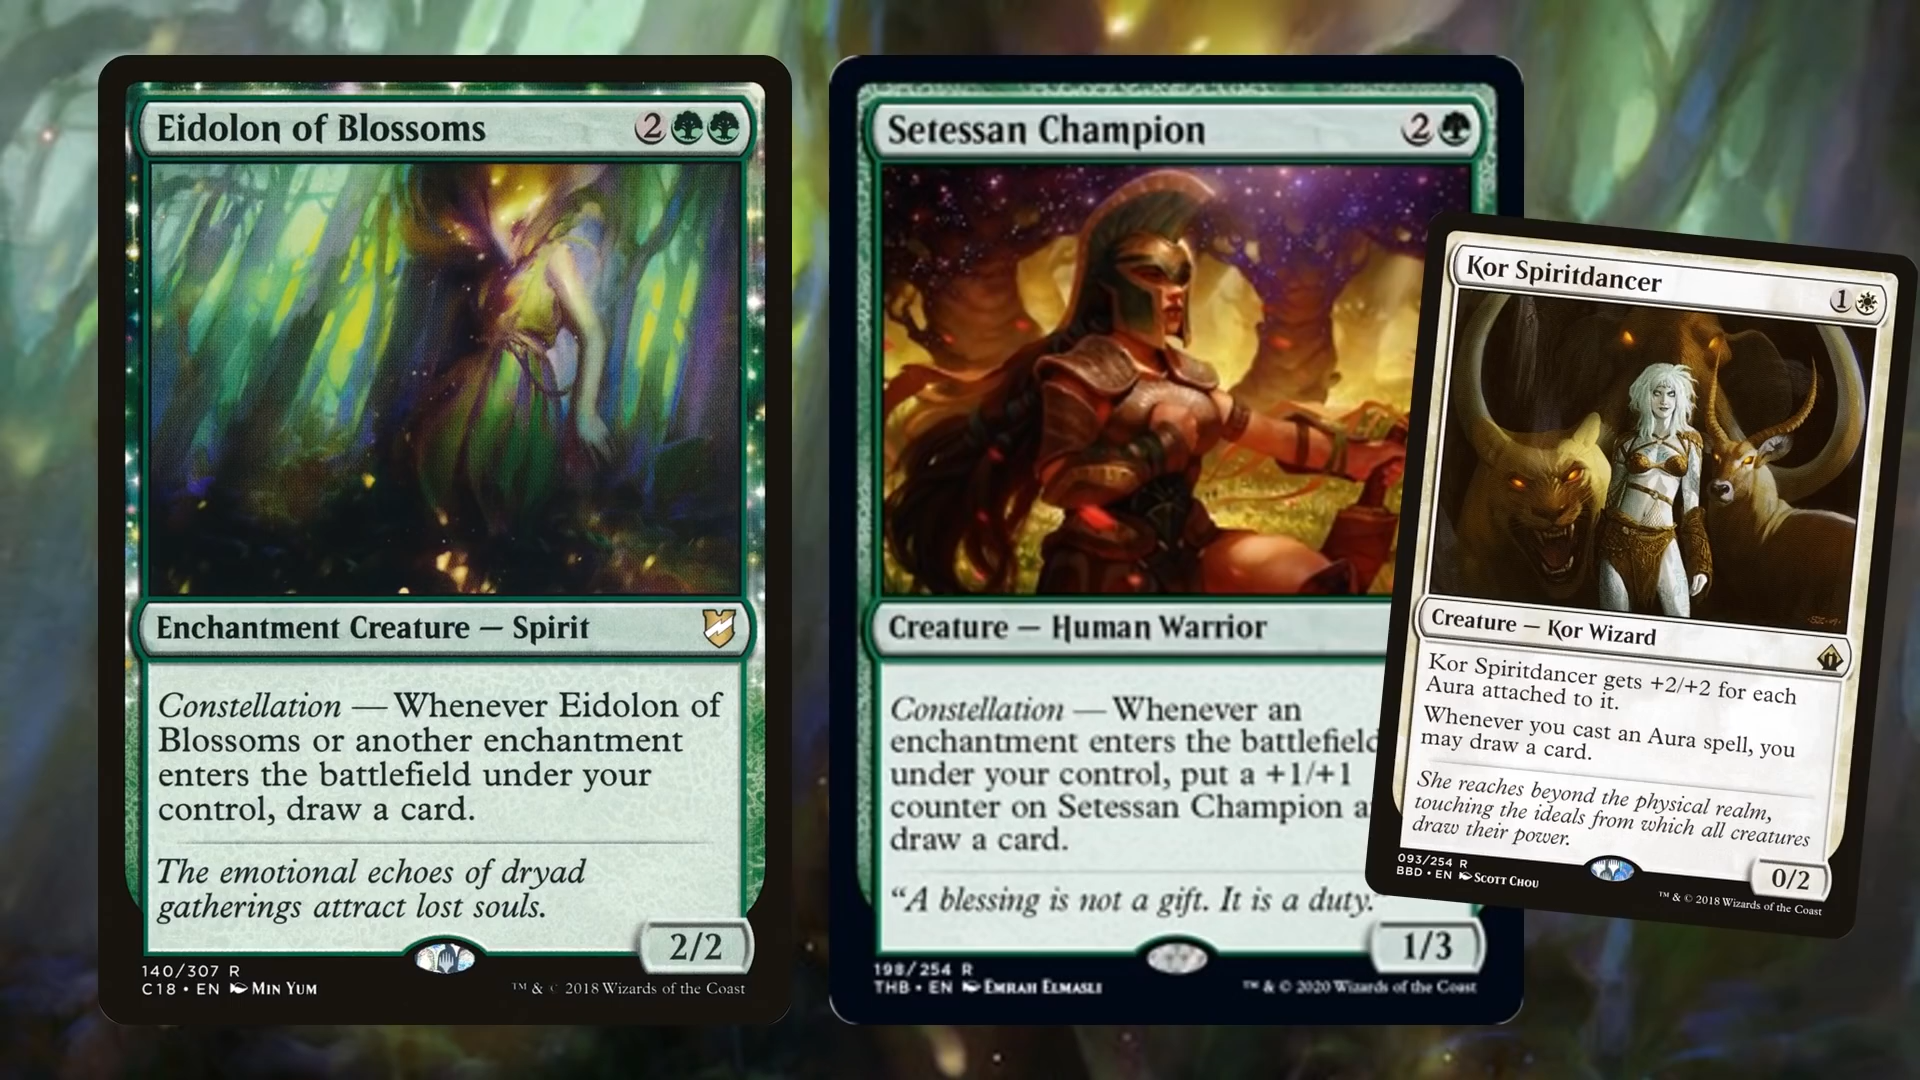 Eidolon of Blossoms 2
Enchantment Creature — Spirit
Constellation — Whenever Eidolon of
Blossoms or another enchantment
enters the battlefield under your
control, draw a card.
The emotional echoes of dryad
gatherings attract lost souls.
2/2
140/307 R
C18 • EN Min Yum
™ & © 2018 Wizards of the Coast
Setessan Champion 2
Creature — Human Warrior
Constellation — Whenever an
enchantment enters the battlefield
under your control, put a +1/+1
counter on Setessan Champion a
draw a card.
“A blessing is not a gift. It is a duty.
1/3
198/254 R
THB • EN Emrah Elmasli
™ & © 2020 Wizards of the Coast
Kor Spiritdancer 1
Creature — Kor Wizard
Kor Spiritdancer gets +2/+2 for each
Aura attached to it.
Whenever you cast an Aura spell, you
may draw a card.
She reaches beyond the physical realm,
touching the ideals from which all creatures
draw their power.
0/2
093/254 R
BBD • EN Scott Chou
™ & © 2018 Wizards of the Coast